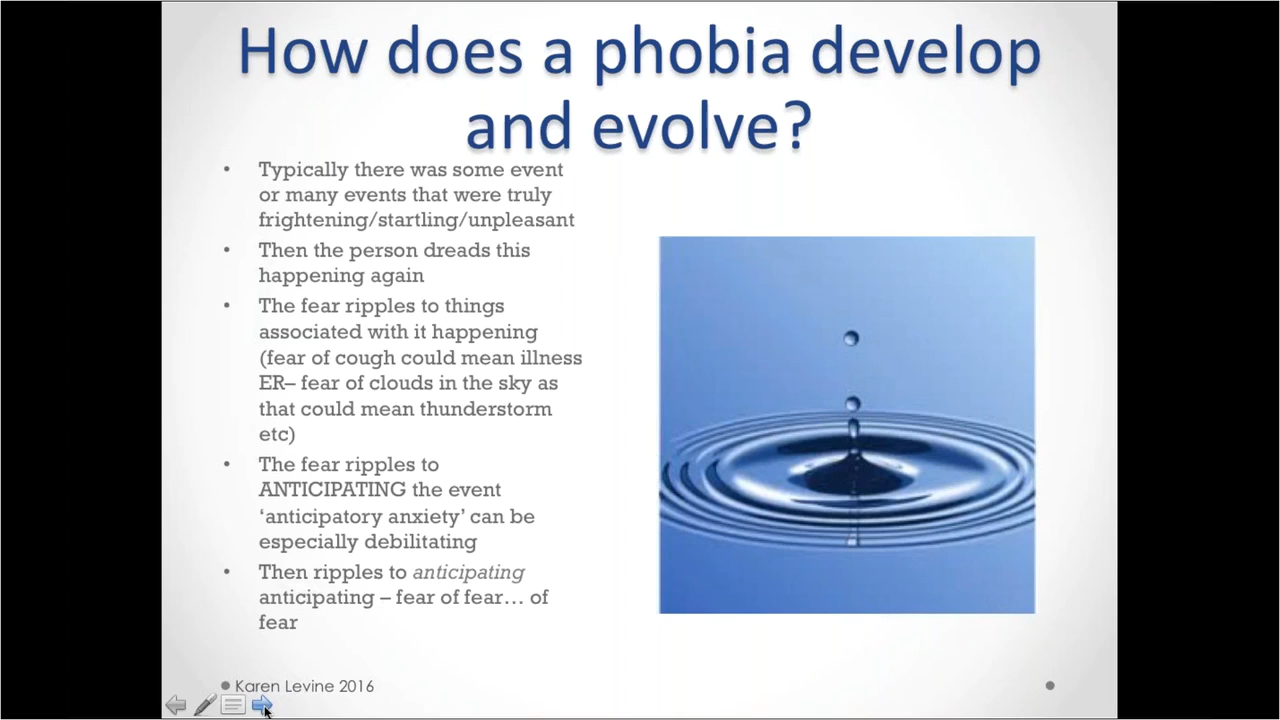 How does a phobia develop
and evolve?
• Typically there was some event
or many events that were truly
frightening/startling/unpleasant
• Then the person dreads this
happening again
• The fear ripples to things
associated with it happening
(fear of cough could mean illness
ER– fear of clouds in the sky as
that could mean thunderstorm
etc)
• The fear ripples to
ANTICIPATING the event
‘anticipatory anxiety’ can be
especially debilitating
• Then ripples to anticipating
anticipating – fear of fear… of
fear
Karen Levine 2016